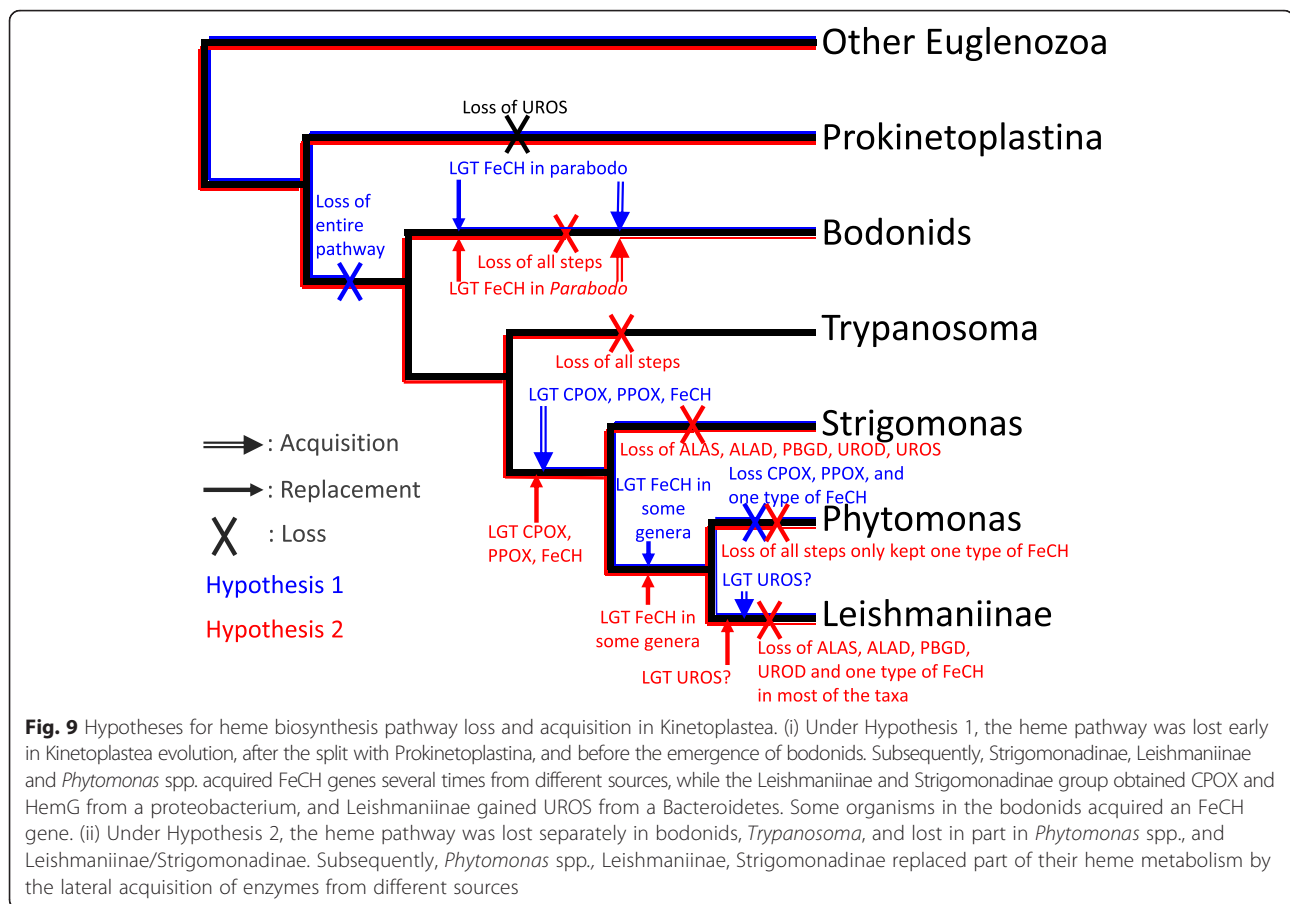 Other Euglenozoa
Loss of UROS
Prokinetoplastina
LGT FeCH in parabodo
Loss of
entire
pathway
Bodonids
Loss of all steps
LGT FeCH in Parabodo
Trypanosoma
Loss of all steps
LGT CPOX, PPOX, FeCH
Strigomonas
Loss of ALAS, ALAD, PBGD, UROD, UROS
: Acquisition
: Replacement
: Loss
Hypothesis 1
Hypothesis 2
LGT FeCH in
some
genera
Loss CPOX, PPOX, and
one type of FeCH
Phytomonas
LGT CPOX,
PPOX, FeCH
Loss of all steps only kept one type of FeCH
LGT UROS?
Leishmaniinae
LGT FeCH in
some genera
LGT UROS?
Loss of ALAS, ALAD, PBGD,
UROD and one type of FeCH
in most of the taxa
Fig. 9 Hypotheses for heme biosynthesis pathway loss and acquisition in Kinetoplastea. (i) Under Hypothesis 1, the heme pathway was lost early
in Kinetoplastea evolution, after the split with Prokinetoplastina, and before the emergence of bodonids. Subsequently, Strigomonadinae, Leishmaniinae
and Phytomonas spp. acquired FeCH genes several times from different sources, while the Leishmaniinae and Strigomonadinae group obtained CPOX and
HemG from a proteobacterium, and Leishmaniinae gained UROS from a Bacteroidetes. Some organisms in the bodonids acquired an FeCH
gene. (ii) Under Hypothesis 2, the heme pathway was lost separately in bodonids, Trypanosoma, and lost in part in Phytomonas spp., and
Leishmaniinae/Strigomonadinae. Subsequently, Phytomonas spp., Leishmaniinae, Strigomonadinae replaced part of their heme metabolism by
the lateral acquisition of enzymes from different sources